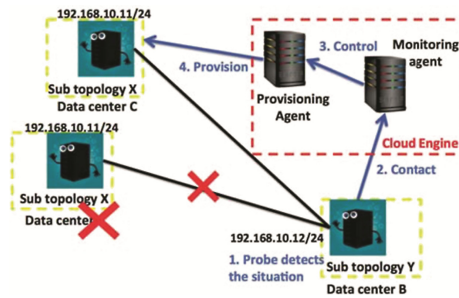 192.168.10.11/24
Sub topology X
Data center C
3. Control
Monitoring
agent
4. Provision
Provisioning
Agent
Cloud Engine
192.168.10.11/24
Sub topology X
Data center
2. Contact
192.168.10.12/24
1. Probe detects
the situation
Sub topology Y
Data center B